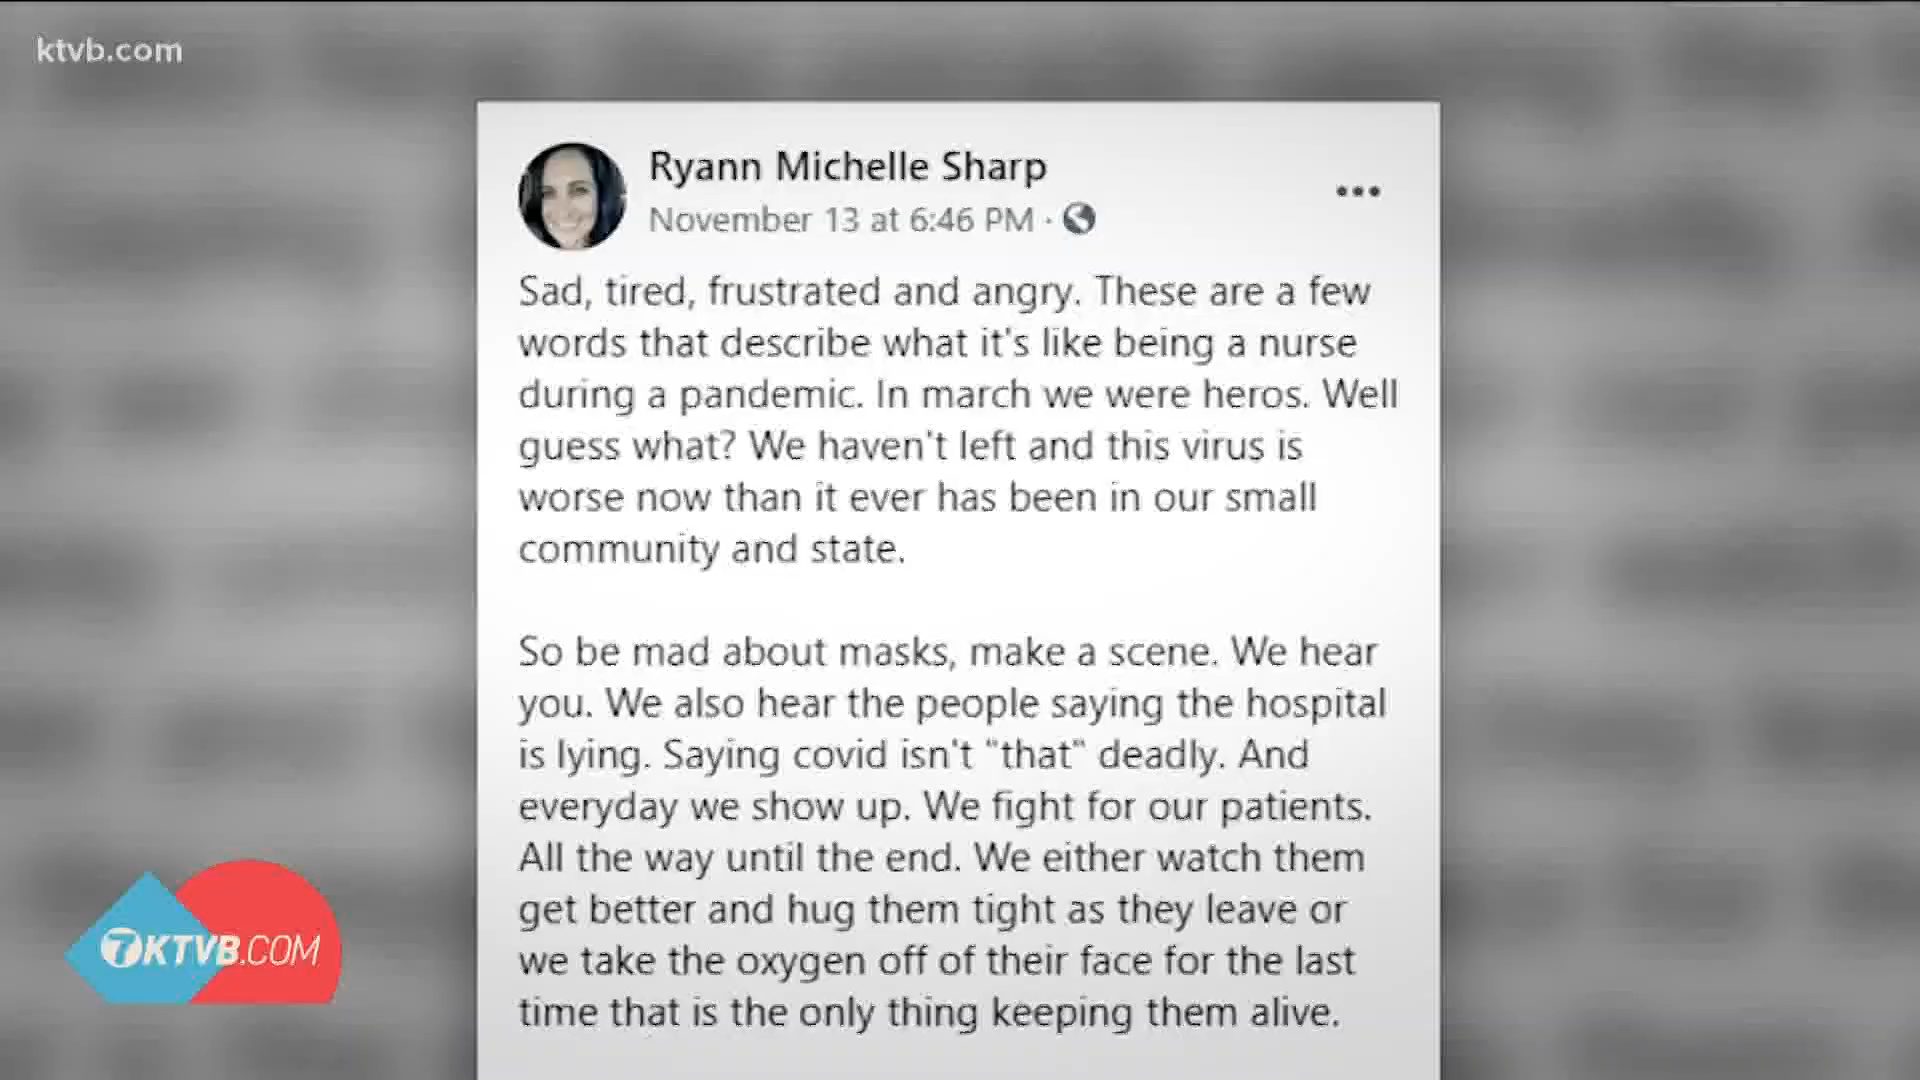 ktvb.com
Ryann Michelle Sharp
November 13 at 6:46 PM ·
Sad, tired, frustrated and angry. These are a few
words that describe what it's like being a nurse
during a pandemic. In march we were heros. Well
guess what? We haven't left and this virus is
worse now than it ever has been in our small
community and state.
So be mad about masks, make a scene. We hear
you. We also hear the people saying the hospital
is lying. Saying covid isn't "that" deadly. And
everyday we show up. We fight for our patients.
All the way until the end. We either watch them
get better and hug them tight as they leave or
we take the oxygen off of their face for the last
time that is the only thing keeping them alive.
7KTVB.COM